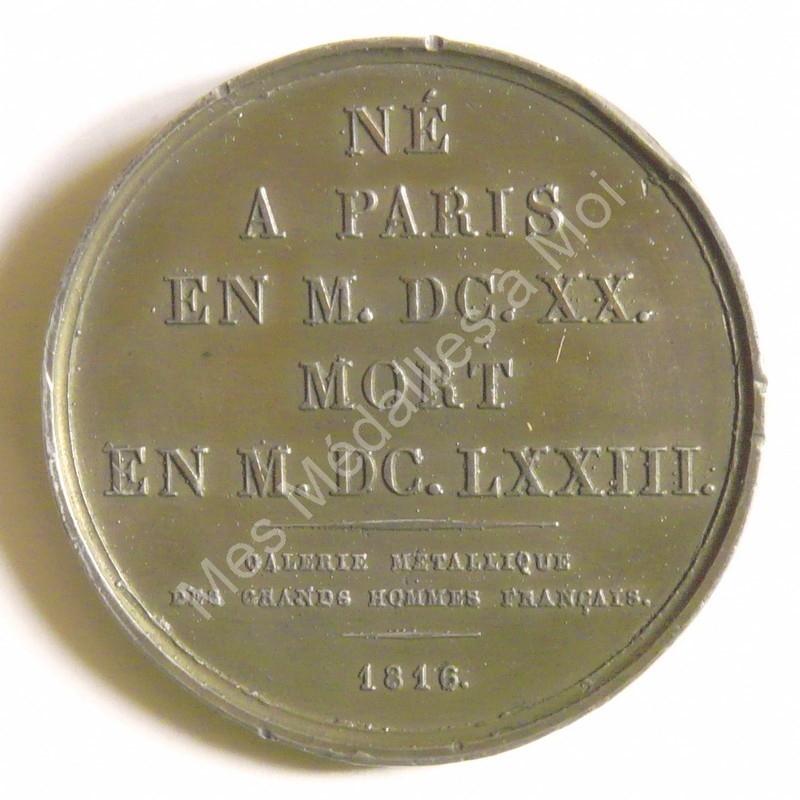 NÉ
A PARIS
EN M. DC. XX.
MORT
EN M. DC. LXXIII.
GALERIE MÉTALLIQUE
DES GRANDS HOMMES FRANÇAIS.
1816.
Mes Médailles à Moi